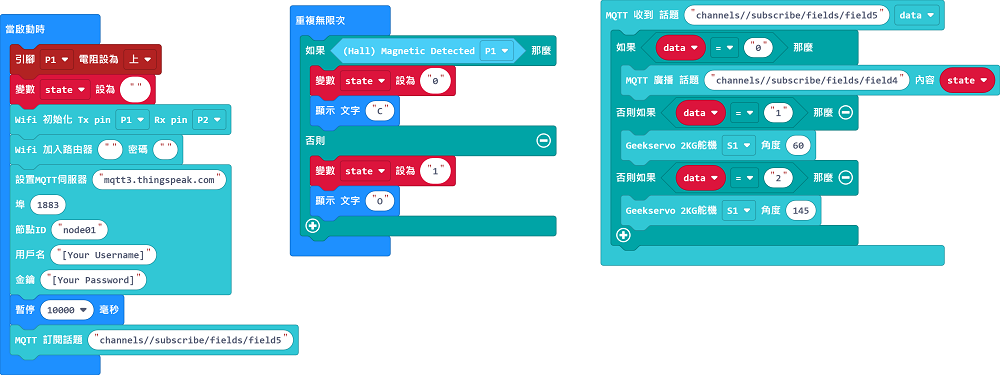 當啟動時
引腳 P1 電阻設為 上
變數 state 設為 " "
Wifi 初始化 Tx pin P1 Rx pin P2
Wifi 加入路由器 " " 密碼 " "
設置MQTT伺服器 "mqtt3.thingspeak.com"
埠 1883
節點ID "node01"
用戶名 "[Your Username]"
金鑰 "[Your Password]"
暫停 10000 毫秒
MQTT 訂閱話題 "channels//subscribe/fields/field5"
重複無限次
如果 (Hall) Magnetic Detected P1 那麼
變數 state 設為 "0"
顯示 文字 "C"
否則
變數 state 設為 "1"
顯示 文字 "O"
MQTT 收到 話題 "channels//subscribe/fields/field5" data
如果 data = "0" 那麼
MQTT 廣播 話題 "channels//subscribe/fields/field4" 內容 state
否則如果 data = "1" 那麼
Geekservo 2KG舵機 S1 角度 60
否則如果 data = "2" 那麼
Geekservo 2KG舵機 S1 角度 145